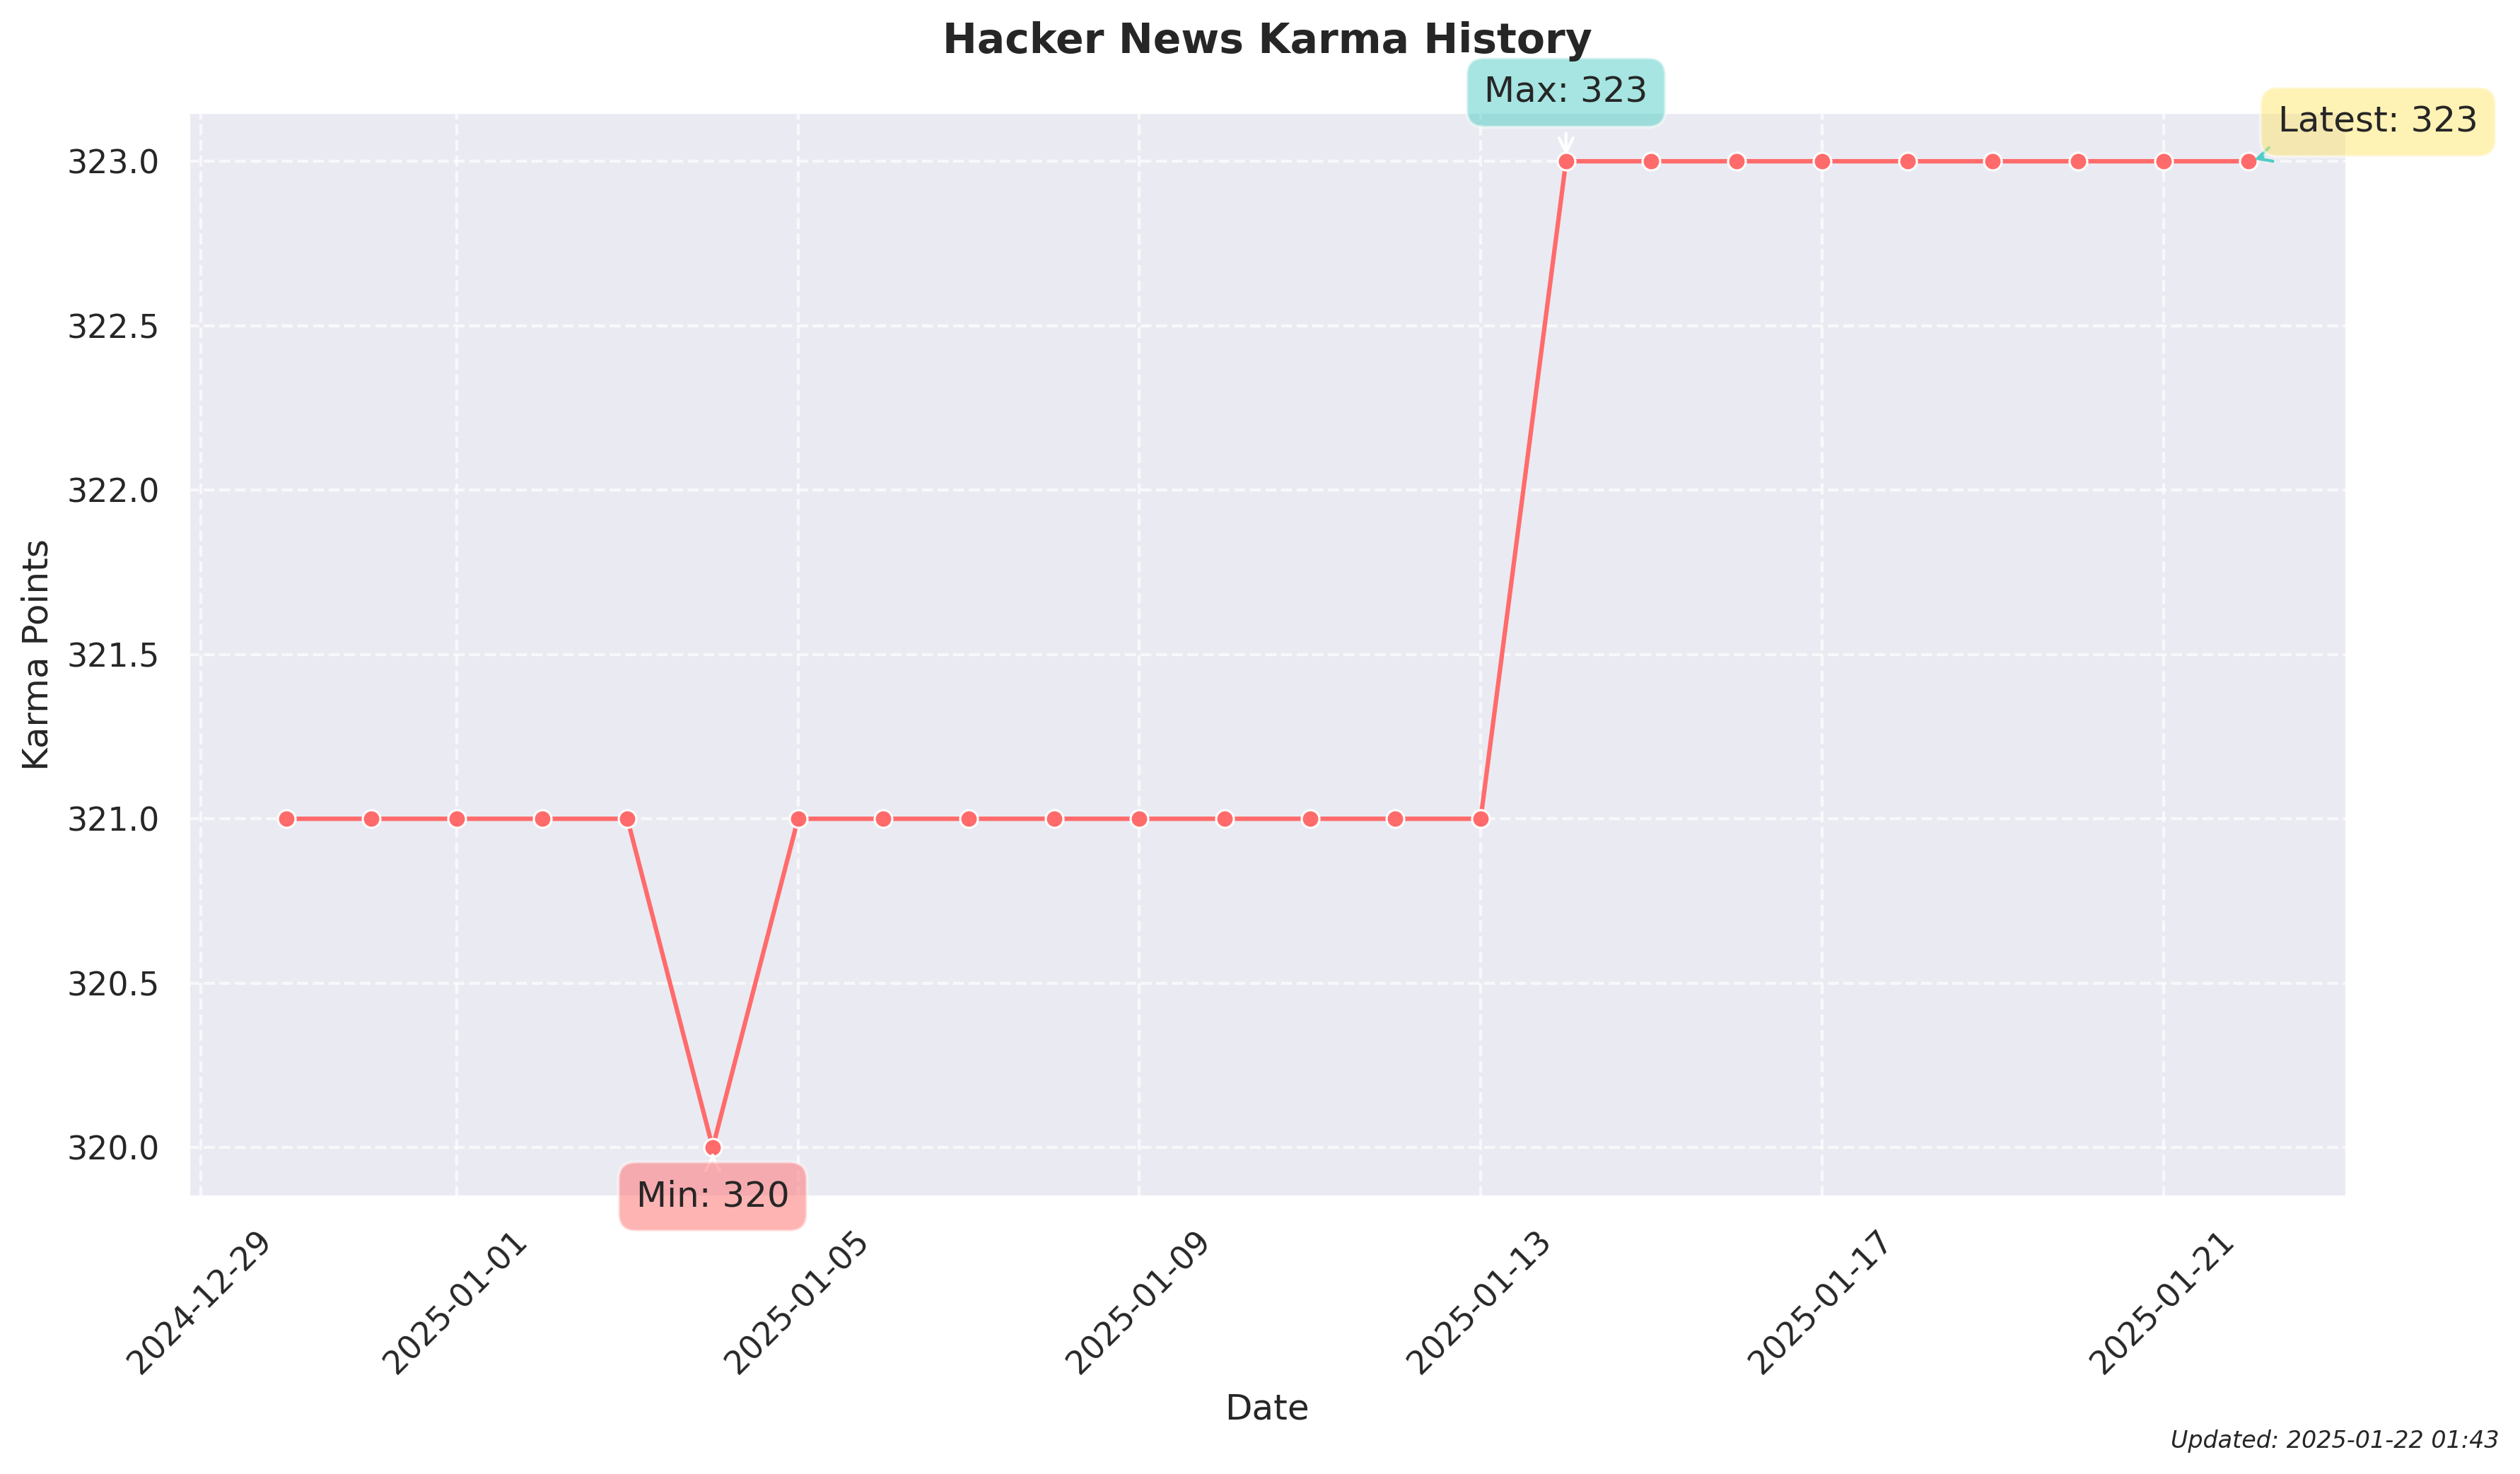 Hacker News Karma History
Max: 323
Latest: 323
323.0
322.5
322.0
321.5
321.0
320.5
320.0
Karma Points
Min: 320
2024-12-29
2025-01-01
2025-01-05
2025-01-09
2025-01-13
2025-01-17
2025-01-21
Date
Updated: 2025-01-22 01:43